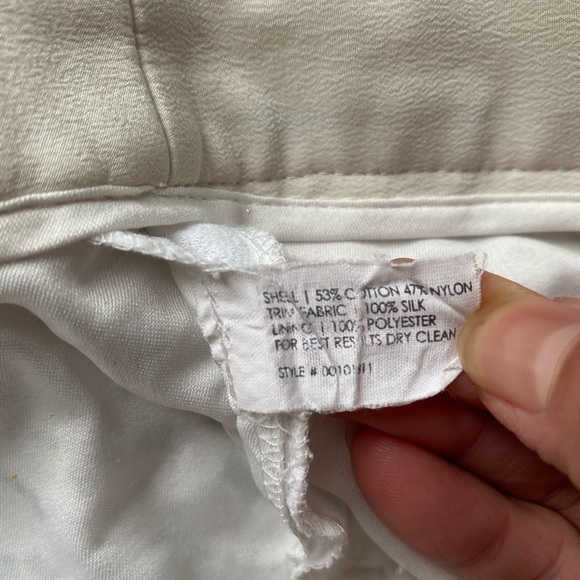 SHELL | 53% COTTON 47% NYLON
TRIM FABRIC | 100% SILK
LINING | 100% POLYESTER
FOR BEST RESULTS DRY CLEAN
STYLE #